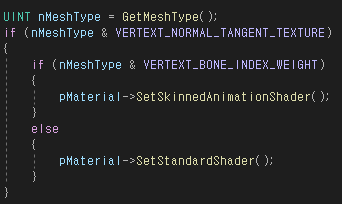 UINT nMeshType = GetMeshType();
if (nMeshType & VERTEXT_NORMAL_TANGENT_TEXTURE)
{
    if (nMeshType & VERTEXT_BONE_INDEX_WEIGHT)
    {
        pMaterial->SetSkinnedAnimationShader();
    }
    else
    {
        pMaterial->SetStandardShader();
    }
}